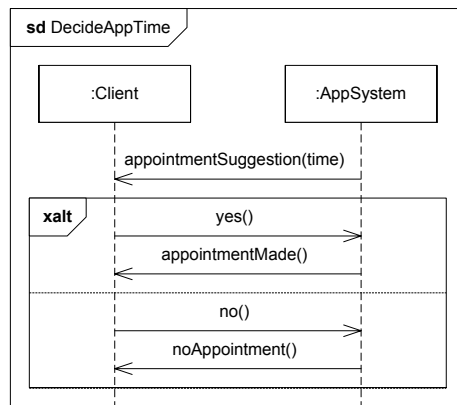 sd DecideAppTime
:Client :AppSystem
appointmentSuggestion(time)
xalt
yes()
appointmentMade()
no()
noAppointment()